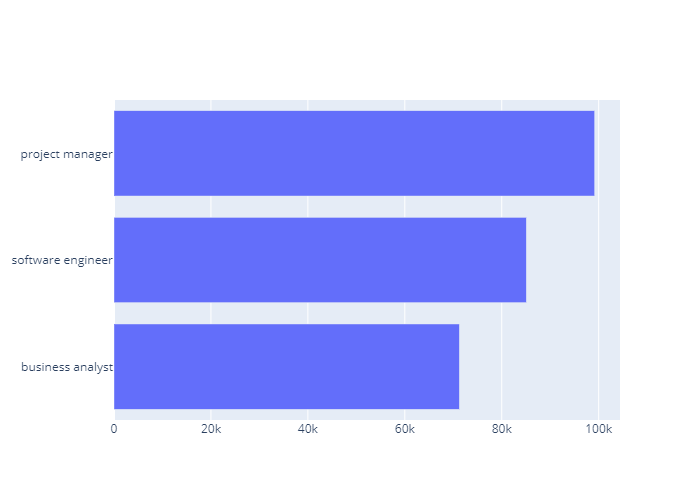 project manager
software engineer
business analyst
0 20k 40k 60k 80k 100k